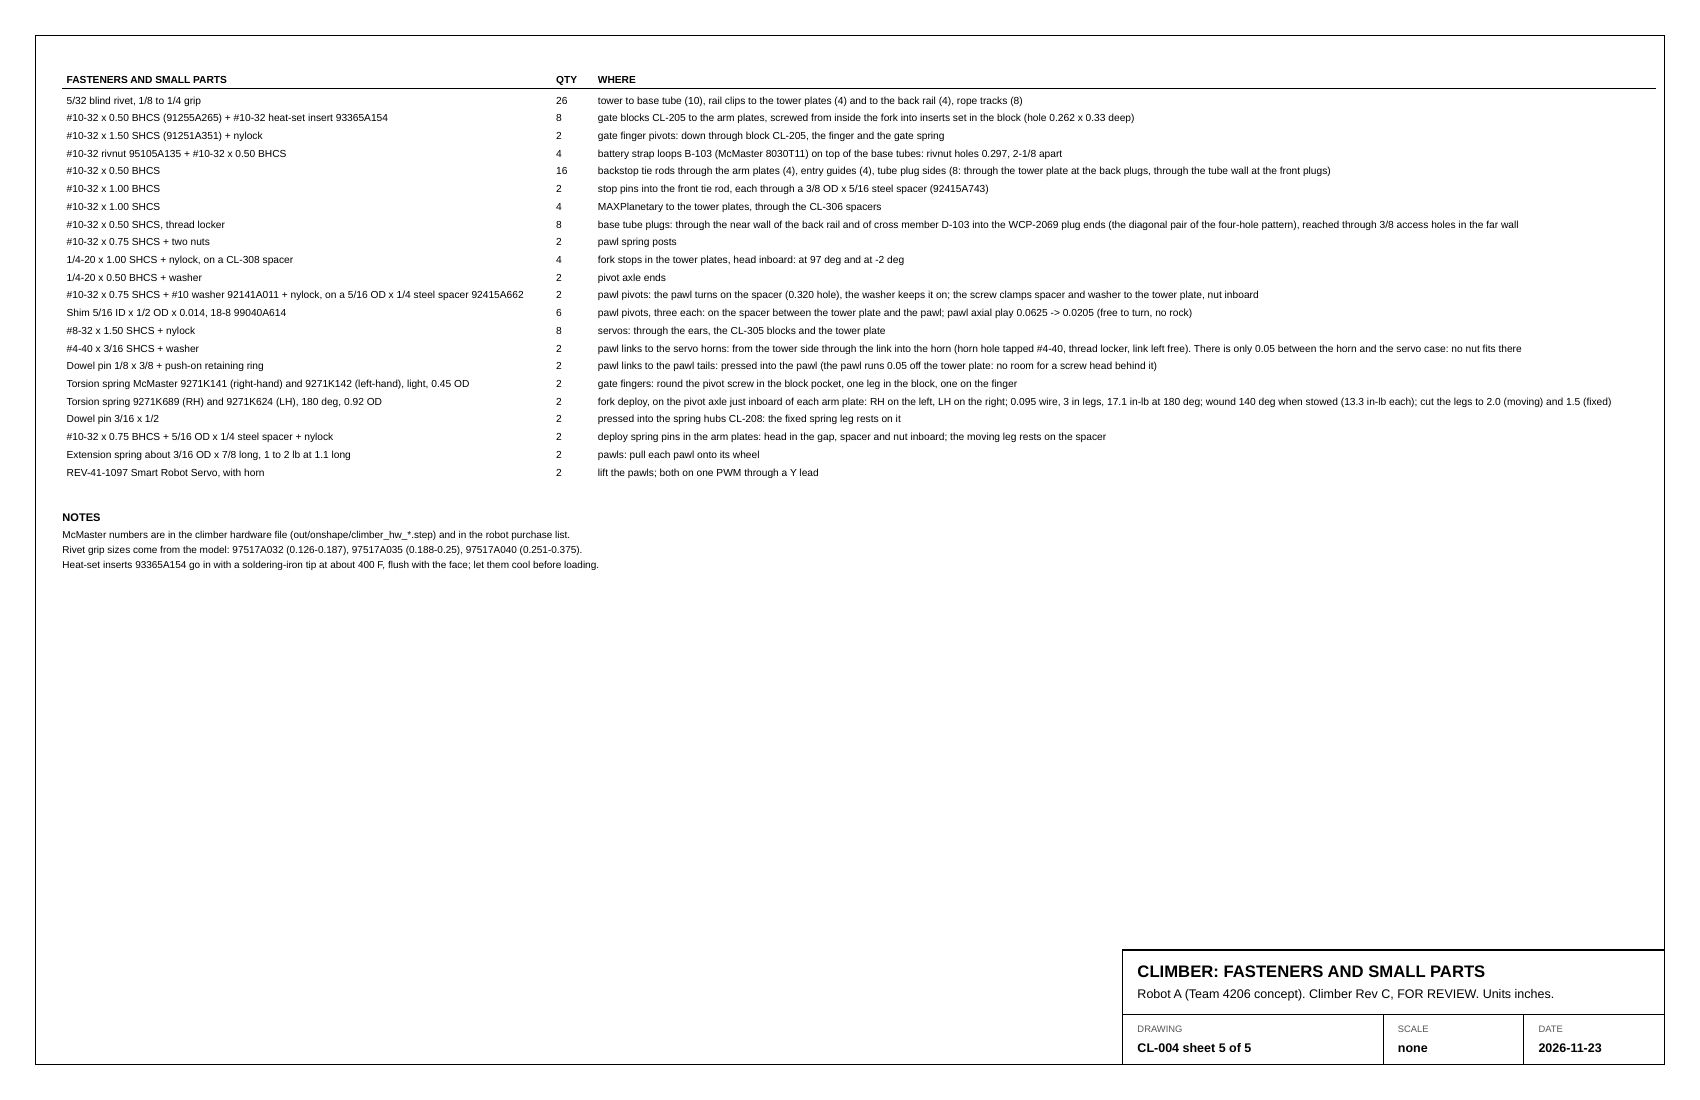 FASTENERS AND SMALL PARTS QTY WHERE
5/32 blind rivet, 1/8 to 1/4 grip 26 tower to base tube (10), rail clips to the tower plates (4) and to the back rail (4), rope tracks (8)
#10-32 x 0.50 BHCS (91255A265) + #10-32 heat-set insert 93365A154 8 gate blocks CL-205 to the arm plates, screwed from inside the fork into inserts set in the block (hole 0.262 x 0.33 deep)
#10-32 x 1.50 SHCS (91251A351) + nylock 2 gate finger pivots: down through block CL-205, the finger and the gate spring
#10-32 rivnut 95105A135 + #10-32 x 0.50 BHCS 4 battery strap loops B-103 (McMaster 8030T11) on top of the base tubes: rivnut holes 0.297, 2-1/8 apart
#10-32 x 0.50 BHCS 16 backstop tie rods through the arm plates (4), entry guides (4), tube plug sides (8: through the tower plate at the back plugs, through the tube wall at the front plugs)
#10-32 x 1.00 BHCS 2 stop pins into the front tie rod, each through a 3/8 OD x 5/16 steel spacer (92415A743)
#10-32 x 1.00 SHCS 4 MAXPlanetary to the tower plates, through the CL-306 spacers
#10-32 x 0.50 SHCS, thread locker 8 base tube plugs: through the near wall of the back rail and of cross member D-103 into the WCP-2069 plug ends (the diagonal pair of the four-hole pattern), reached through 3/8 access holes in the far wall
#10-32 x 0.75 SHCS + two nuts 2 pawl spring posts
1/4-20 x 1.00 SHCS + nylock, on a CL-308 spacer 4 fork stops in the tower plates, head inboard: at 97 deg and at -2 deg
1/4-20 x 0.50 BHCS + washer 2 pivot axle ends
#10-32 x 0.75 SHCS + #10 washer 92141A011 + nylock, on a 5/16 OD x 1/4 steel spacer 92415A662 2 pawl pivots: the pawl turns on the spacer (0.320 hole), the washer keeps it on; the screw clamps spacer and washer to the tower plate, nut inboard
Shim 5/16 ID x 1/2 OD x 0.014, 18-8 99040A614 6 pawl pivots, three each: on the spacer between the tower plate and the pawl; pawl axial play 0.0625 -> 0.0205 (free to turn, no rock)
#8-32 x 1.50 SHCS + nylock 8 servos: through the ears, the CL-305 blocks and the tower plate
#4-40 x 3/16 SHCS + washer 2 pawl links to the servo horns: from the tower side through the link into the horn (horn hole tapped #4-40, thread locker, link left free). There is only 0.05 between the horn and the servo case: no nut fits there
Dowel pin 1/8 x 3/8 + push-on retaining ring 2 pawl links to the pawl tails: pressed into the pawl (the pawl runs 0.05 off the tower plate: no room for a screw head behind it)
Torsion spring McMaster 9271K141 (right-hand) and 9271K142 (left-hand), light, 0.45 OD 2 gate fingers: round the pivot screw in the block pocket, one leg in the block, one on the finger
Torsion spring 9271K689 (RH) and 9271K624 (LH), 180 deg, 0.92 OD 2 fork deploy, on the pivot axle just inboard of each arm plate: RH on the left, LH on the right; 0.095 wire, 3 in legs, 17.1 in-lb at 180 deg; wound 140 deg when stowed (13.3 in-lb each); cut the legs to 2.0 (moving) and 1.5 (fixed)
Dowel pin 3/16 x 1/2 2 pressed into the spring hubs CL-208: the fixed spring leg rests on it
#10-32 x 0.75 BHCS + 5/16 OD x 1/4 steel spacer + nylock 2 deploy spring pins in the arm plates: head in the gap, spacer and nut inboard; the moving leg rests on the spacer
Extension spring about 3/16 OD x 7/8 long, 1 to 2 lb at 1.1 long 2 pawls: pull each pawl onto its wheel
REV-41-1097 Smart Robot Servo, with horn 2 lift the pawls; both on one PWM through a Y lead
NOTES
McMaster numbers are in the climber hardware file (out/onshape/climber_hw_*.step) and in the robot purchase list.
Rivet grip sizes come from the model: 97517A032 (0.126-0.187), 97517A035 (0.188-0.25), 97517A040 (0.251-0.375).
Heat-set inserts 93365A154 go in with a soldering-iron tip at about 400 F, flush with the face; let them cool before loading.
CLIMBER: FASTENERS AND SMALL PARTS
Robot A (Team 4206 concept). Climber Rev C, FOR REVIEW. Units inches.
DRAWING SCALE DATE
CL-004 sheet 5 of 5 none 2026-11-23